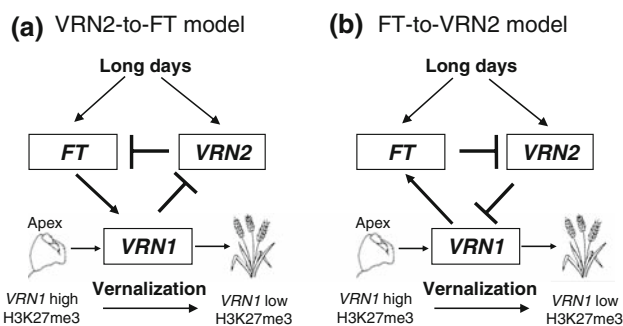 (a) VRN2-to-FT model
Long days
FT
VRN2
Apex
VRN1
Vernalization
VRN1 high
H3K27me3
VRN1 low
H3K27me3
(b) FT-to-VRN2 model
Long days
FT
VRN2
Apex
VRN1
Vernalization
VRN1 high
H3K27me3
VRN1 low
H3K27me3